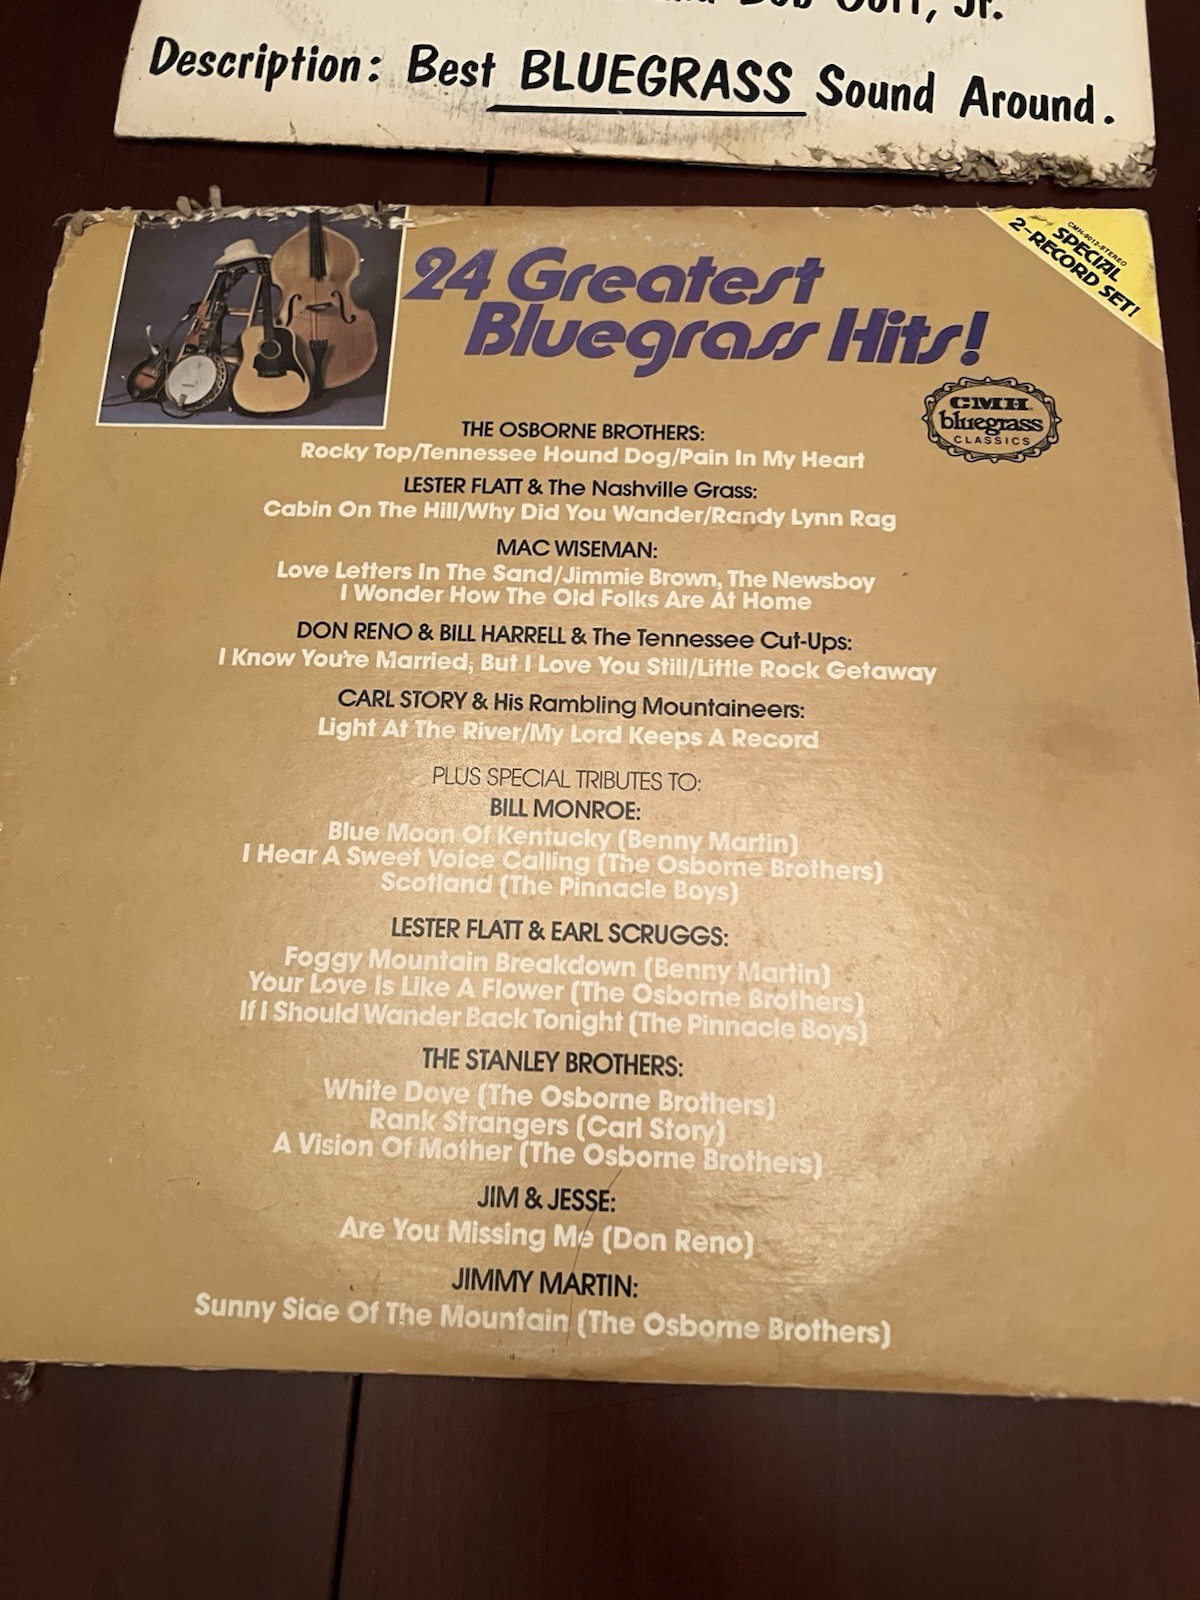 Jr.
Description: Best BLUEGRASS Sound Around.
CMH-9012-STEREO
SPECIAL
2-RECORD SET!
24 Greatest
Bluegrass Hits!
CMH
bluegrass
CLASSICS
THE OSBORNE BROTHERS:
Rocky Top/Tennessee Hound Dog/Pain In My Heart
LESTER FLATT & The Nashville Grass:
Cabin On The Hill/Why Did You Wander/Randy Lynn Rag
MAC WISEMAN:
Love Letters In The Sand/Jimmie Brown, The Newsboy
I Wonder How The Old Folks Are At Home
DON RENO & BILL HARRELL & The Tennessee Cut-Ups:
I Know You're Married, But I Love You Still/Little Rock Getaway
CARL STORY & His Rambling Mountaineers:
Light At The River/My Lord Keeps A Record
PLUS SPECIAL TRIBUTES TO:
BILL MONROE:
Blue Moon Of Kentucky (Benny Martin)
I Hear A Sweet Voice Calling (The Osborne Brothers)
Scotland (The Pinnacle Boys)
LESTER FLATT & EARL SCRUGGS:
Foggy Mountain Breakdown (Benny Martin)
Your Love Is Like A Flower (The Osborne Brothers)
If I Should Wander Back Tonight (The Pinnacle Boys)
THE STANLEY BROTHERS:
White Dove (The Osborne Brothers)
Rank Strangers (Carl Story)
A Vision Of Mother (The Osborne Brothers)
JIM & JESSE:
Are You Missing Me (Don Reno)
JIMMY MARTIN:
Sunny Side Of The Mountain (The Osborne Brothers)